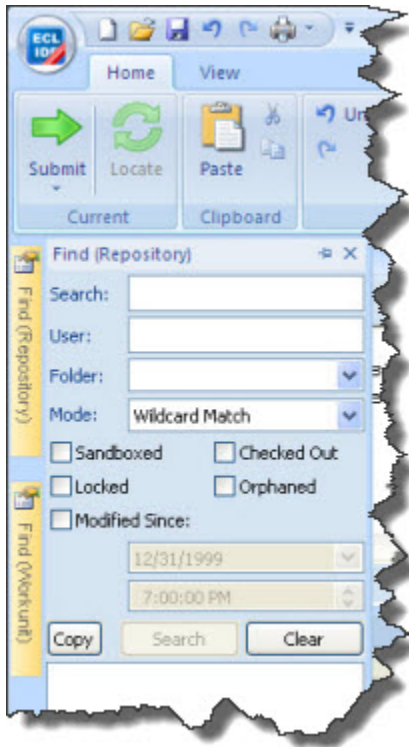 ECL
IDE
Home View
Un
Submit Locate Paste
Current Clipboard
Find (Repository)
Find (Workunit)
Find (Repository)
Search:
User:
Folder:
Mode: Wildcard Match
Sandboxed Checked Out
Locked Orphaned
Modified Since:
12/31/1999
7:00:00 PM
Copy Search Clear